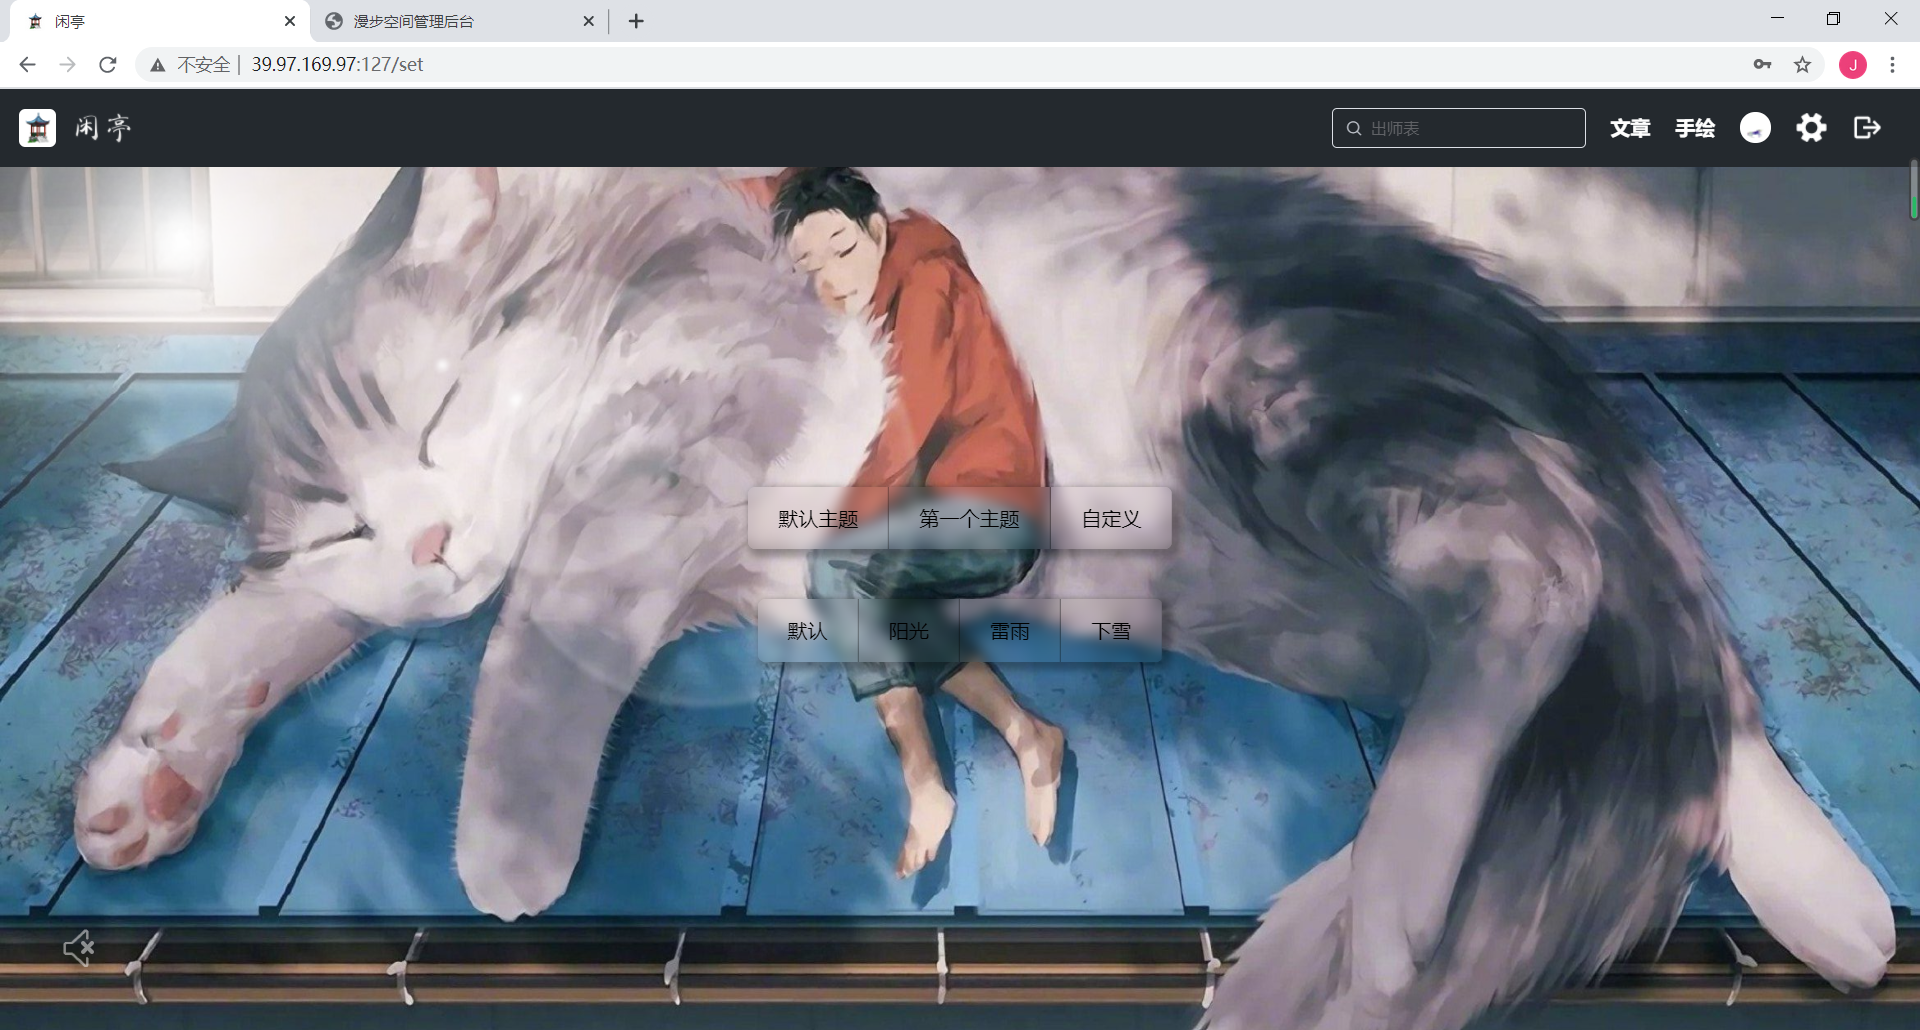 闲亭
漫步空间管理后台
不安全 | 39.97.169.97:127/set
J
闲亭
出师表
文章
手绘
默认主题
第一个主题
自定义
默认
阳光
雷雨
下雪